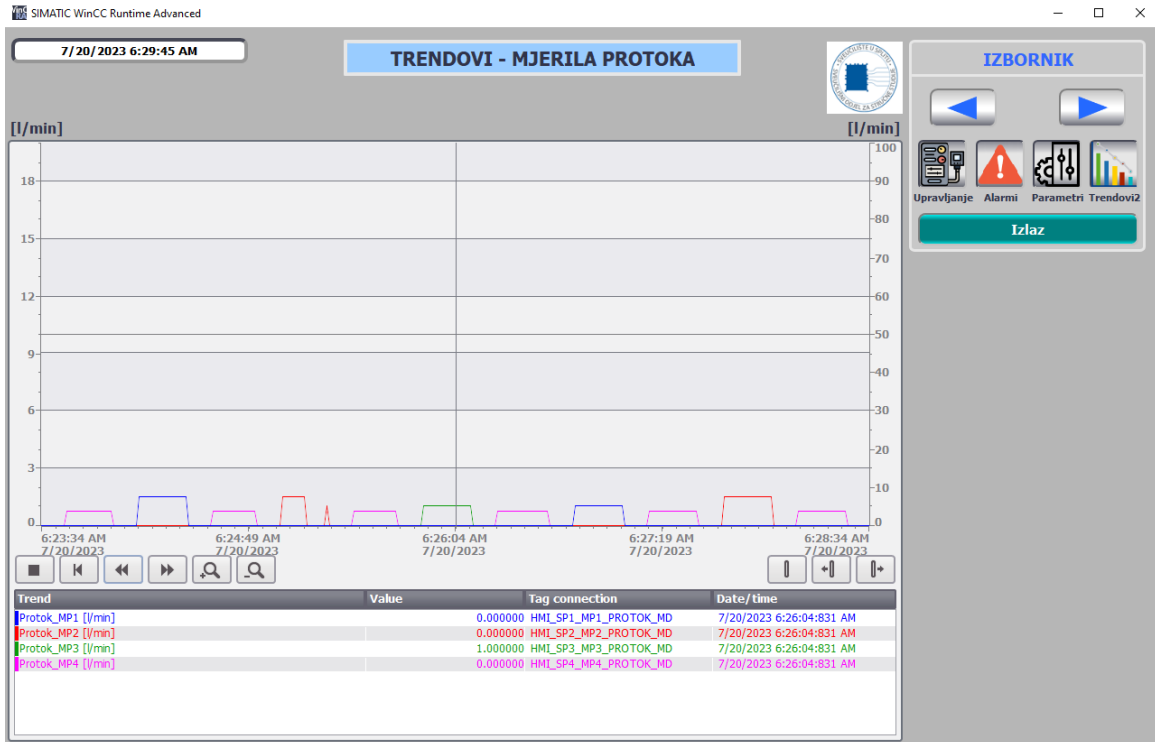 SIMATIC WinCC Runtime Advanced
7/20/2023 6:29:45 AM
TRENDOVI - MJERILA PROTOKA
IZBORNIK
[l/min]
[l/min]
Upravljanje
Alarmi
Parametri
Trendovi2
Izlaz
18
15
12
9
6
3
0
100
90
80
70
60
50
40
30
20
10
0
6:23:34 AM
7/20/2023
6:24:49 AM
7/20/2023
6:26:04 AM
7/20/2023
6:27:19 AM
7/20/2023
6:28:34 AM
7/20/2023
Trend Value Tag connection Date/time
Protok_MP1 [l/min] 0.000000 HMI_SP1_MP1_PROTOK_MD 7/20/2023 6:26:04:831 AM
Protok_MP2 [l/min] 0.000000 HMI_SP2_MP2_PROTOK_MD 7/20/2023 6:26:04:831 AM
Protok_MP3 [l/min] 1.000000 HMI_SP3_MP3_PROTOK_MD 7/20/2023 6:26:04:831 AM
Protok_MP4 [l/min] 0.000000 HMI_SP4_MP4_PROTOK_MD 7/20/2023 6:26:04:831 AM